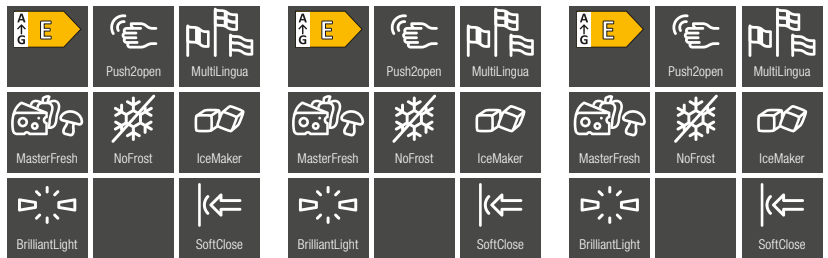 A
G
E
Push2open
MultiLingua
A
G
E
Push2open
MultiLingua
A
G
E
Push2open
MultiLingua
MasterFresh
NoFrost
IceMaker
MasterFresh
NoFrost
IceMaker
MasterFresh
NoFrost
IceMaker
BrilliantLight
SoftClose
BrilliantLight
SoftClose
BrilliantLight
SoftClose